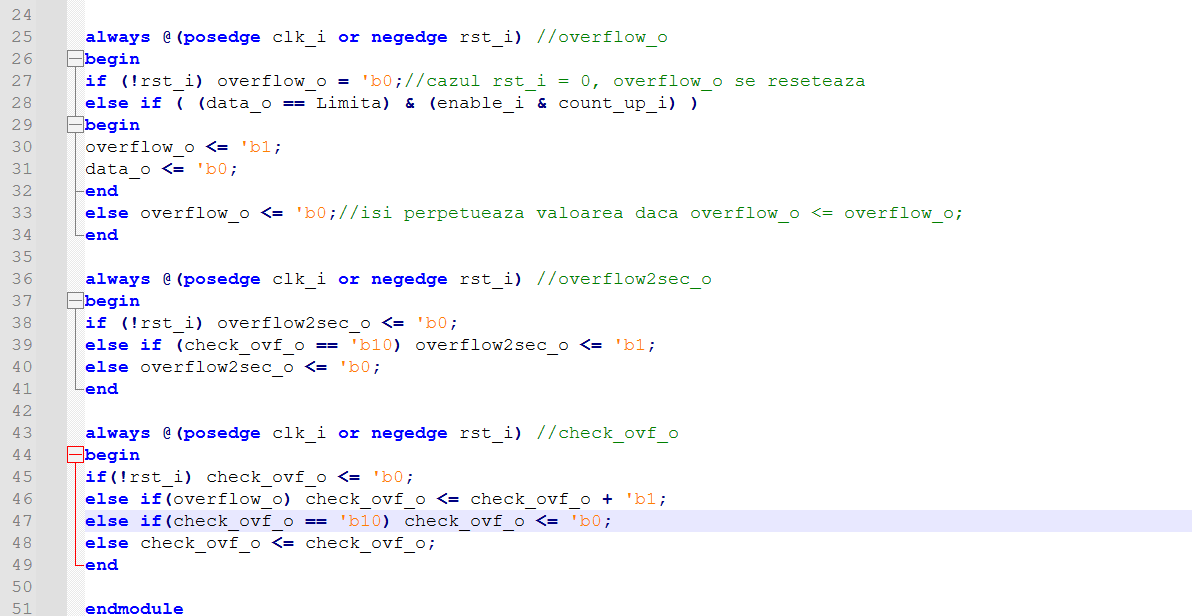 24
25 always @(posedge clk_i or negedge rst_i) //overflow_o
26 begin
27 if (!rst_i) overflow_o = 'b0;//cazul rst_i = 0, overflow_o se reseteaza
28 else if ( (data_o == Limita) & (enable_i & count_up_i) )
29 begin
30 overflow_o <= 'b1;
31 data_o <= 'b0;
32 end
33 else overflow_o <= 'b0;//isi perpetueaza valoarea daca overflow_o <= overflow_o;
34 end
35
36 always @(posedge clk_i or negedge rst_i) //overflow2sec_o
37 begin
38 if (!rst_i) overflow2sec_o <= 'b0;
39 else if (check_ovf_o == 'b10) overflow2sec_o <= 'b1;
40 else overflow2sec_o <= 'b0;
41 end
42
43 always @(posedge clk_i or negedge rst_i) //check_ovf_o
44 begin
45 if(!rst_i) check_ovf_o <= 'b0;
46 else if(overflow_o) check_ovf_o <= check_ovf_o + 'b1;
47 else if(check_ovf_o == 'b10) check_ovf_o <= 'b0;
48 else check_ovf_o <= check_ovf_o;
49 end
50
51 endmodule